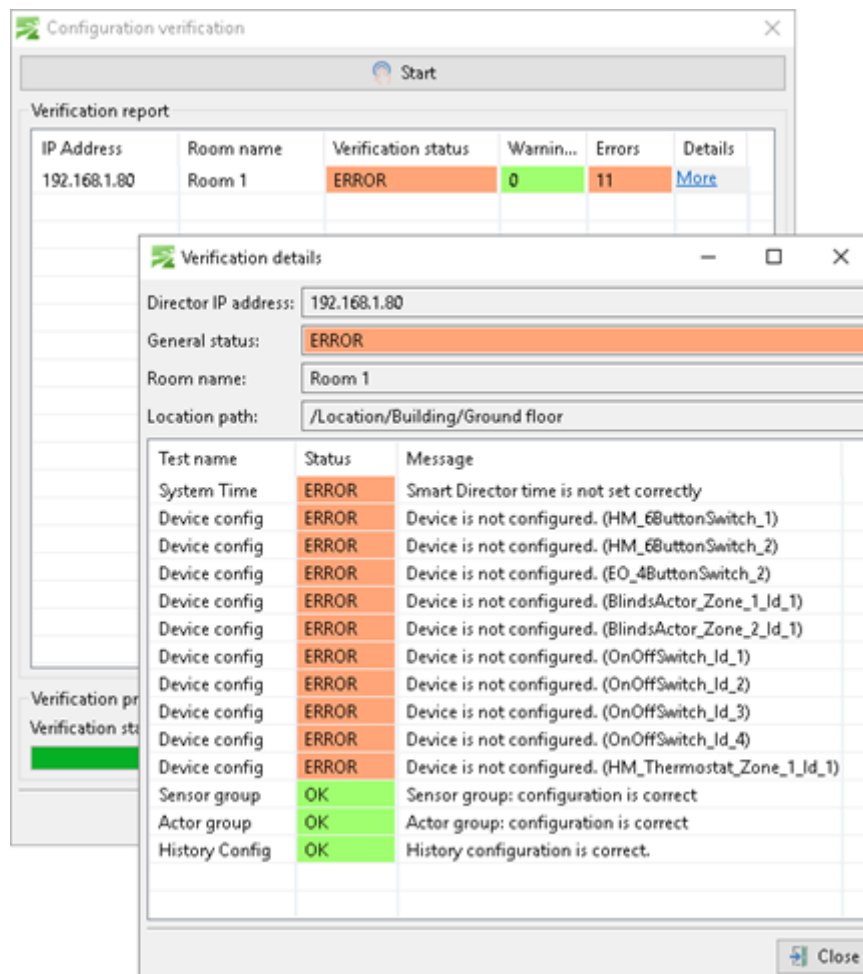 Configuration verification
Start
Verification report
IP Address Room name Verification status Warnin... Errors Details
192.168.1.80 Room 1 ERROR 0 11 More
Verification details
Director IP address: 192.168.1.80
General status: ERROR
Room name: Room 1
Location path: /Location/Building/Ground floor
Test name Status Message
System Time ERROR Smart Director time is not set correctly
Device config ERROR Device is not configured. (HM_6ButtonSwitch_1)
Device config ERROR Device is not configured. (HM_6ButtonSwitch_2)
Device config ERROR Device is not configured. (EO_4ButtonSwitch_2)
Device config ERROR Device is not configured. (BlindsActor_Zone_1_Id_1)
Device config ERROR Device is not configured. (BlindsActor_Zone_2_Id_1)
Device config ERROR Device is not configured. (OnOffSwitch_Id_1)
Device config ERROR Device is not configured. (OnOffSwitch_Id_2)
Device config ERROR Device is not configured. (OnOffSwitch_Id_3)
Device config ERROR Device is not configured. (OnOffSwitch_Id_4)
Device config ERROR Device is not configured. (HM_Thermostat_Zone_1_Id_1)
Sensor group OK Sensor group: configuration is correct
Actor group OK Actor group: configuration is correct
History Config OK History configuration is correct.
Verification pr
Verification sta
Close